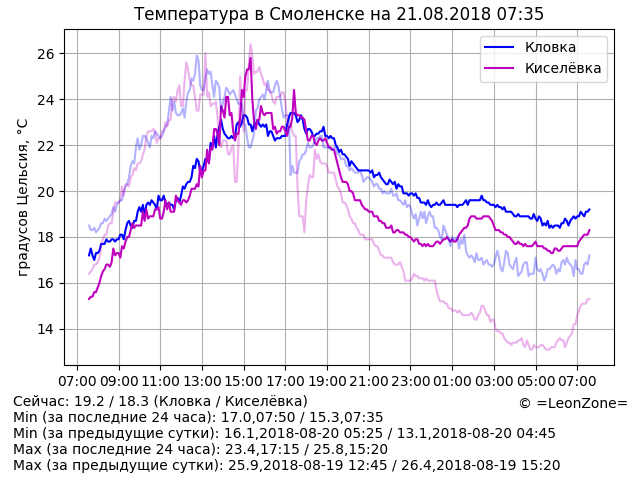 Температура в Смоленске на 21.08.2018 07:35
Кловка
Киселёвка
градусов Цельсия, °C
26
24
22
20
18
16
14
07:00 09:00 11:00 13:00 15:00 17:00 19:00 21:00 23:00 01:00 03:00 05:00 07:00
Сейчас: 19.2 / 18.3 (Кловка / Киселёвка)
© =LeonZone=
Min (за последние 24 часа): 17.0,07:50 / 15.3,07:35
Min (за предыдущие сутки): 16.1,2018-08-20 05:25 / 13.1,2018-08-20 04:45
Max (за последние 24 часа): 23.4,17:15 / 25.8,15:20
Max (за предыдущие сутки): 25.9,2018-08-19 12:45 / 26.4,2018-08-19 15:20